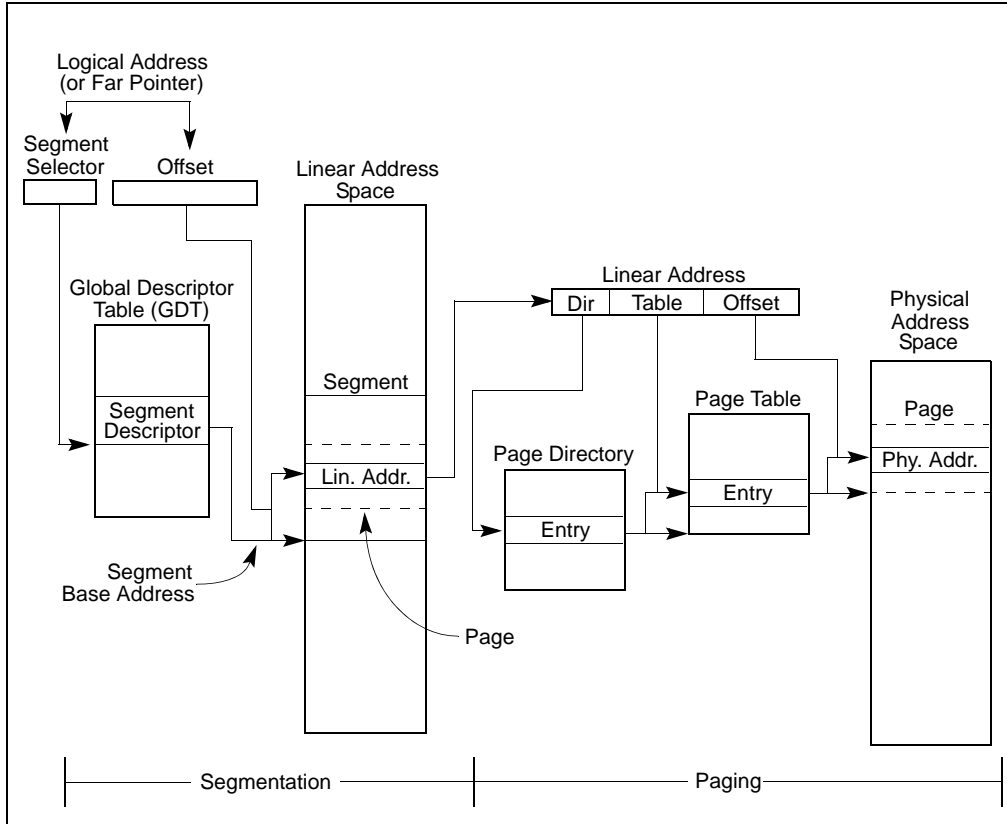 Logical Address
(or Far Pointer)
Segment
Selector
Offset
Linear Address
Space
Global Descriptor
Table (GDT)
Segment
Descriptor
Segment
Lin. Addr.
Segment
Base Address
Page
Linear Address
Dir
Table
Offset
Physical
Address
Space
Page Table
Page
Page Directory
Entry
Phy. Addr.
Entry
Segmentation
Paging